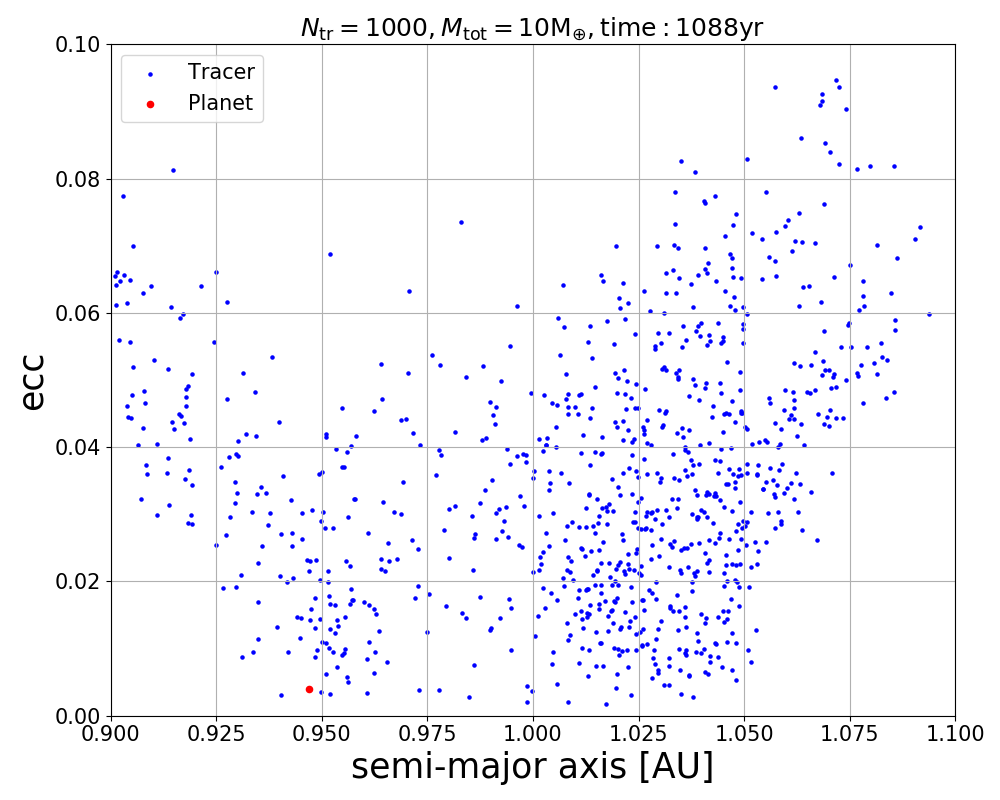 N_tr = 1000, M_tot = 10M_⊕, time : 1088yr
Tracer
Planet
ecc
0.10
0.08
0.06
0.04
0.02
0.00
0.900 0.925 0.950 0.975 1.000 1.025 1.050 1.075 1.100
semi-major axis [AU]